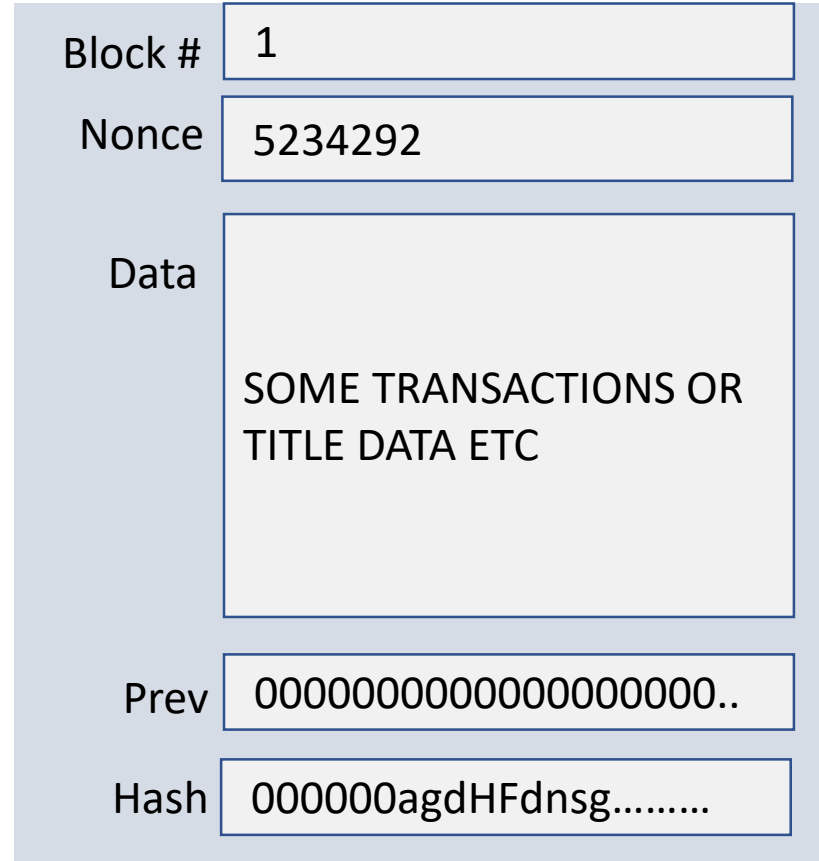 Block # 1
Nonce 5234292
Data
SOME TRANSACTIONS OR
TITLE DATA ETC
Prev 0000000000000000000..
Hash 000000agdHFdnsg………